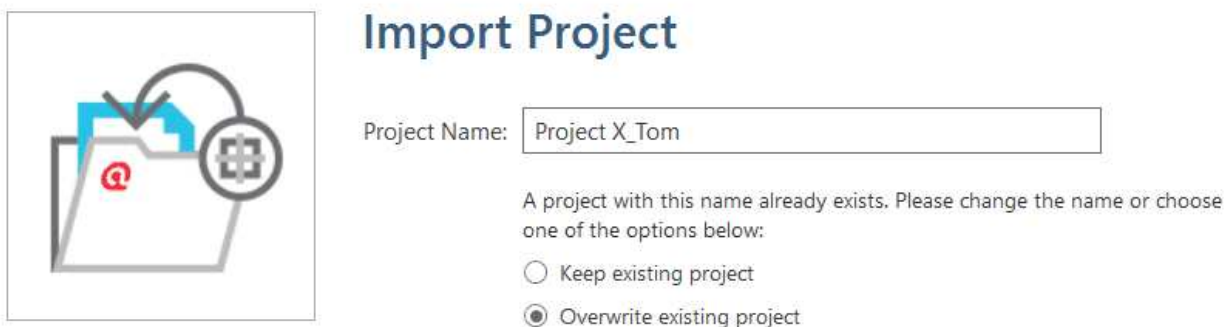 Import Project
Project Name: Project X_Tom
A project with this name already exists. Please change the name or choose
one of the options below:
Keep existing project
Overwrite existing project
@